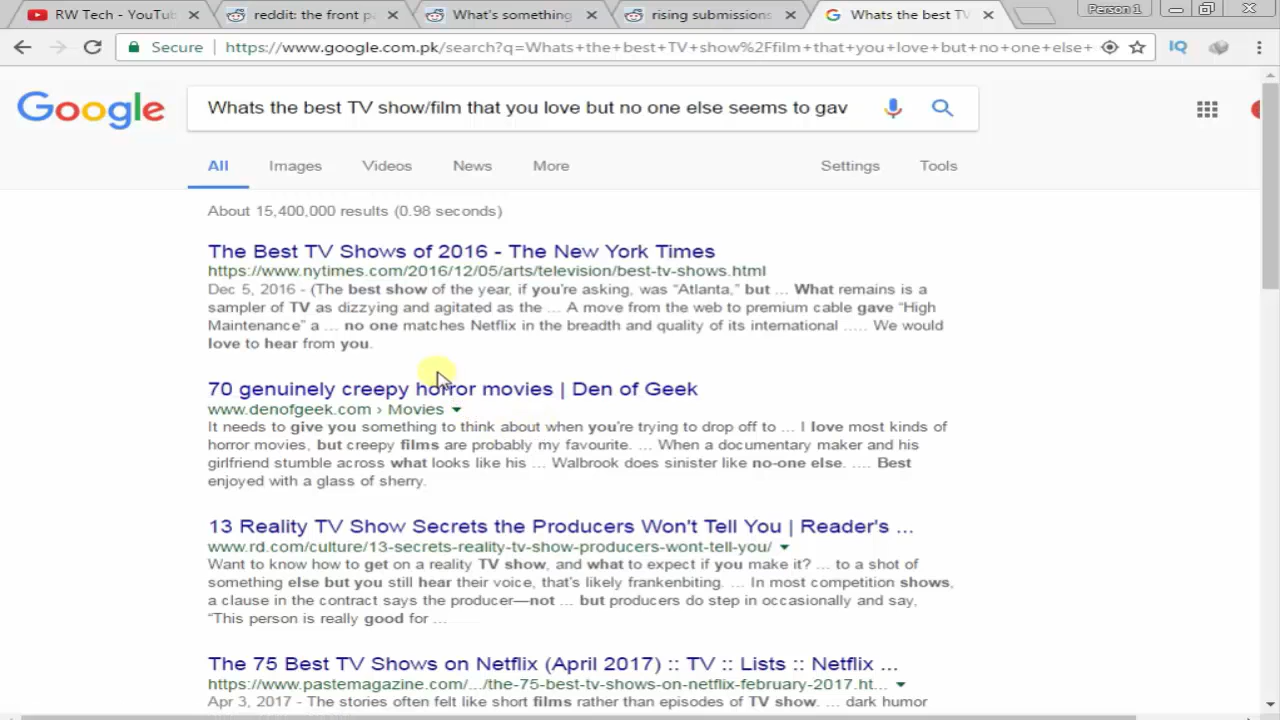 RW Tech - YouTub
reddit: the front pa
What's something
rising submissions
Whats the best TV
Person 1
Secure
https://www.google.com.pk/search?q=Whats+the+best+TV+show%2Ffilm+that+you+love+but+no+one+else+
IQ
Google
Whats the best TV show/film that you love but no one else seems to gav
All
Images
Videos
News
More
Settings
Tools
About 15,400,000 results (0.98 seconds)
The Best TV Shows of 2016 - The New York Times
https://www.nytimes.com/2016/12/05/arts/television/best-tv-shows.html
Dec 5, 2016 - (The best show of the year, if you're asking, was “Atlanta,” but ... What remains is a
sampler of TV as dizzying and agitated as the ... A move from the web to premium cable gave “High
Maintenance” a ... no one matches Netflix in the breadth and quality of its international ..... We would
love to hear from you.
70 genuinely creepy horror movies | Den of Geek
www.denofgeek.com › Movies
It needs to give you something to think about when you're trying to drop off to ... I love most kinds of
horror movies, but creepy films are probably my favourite. ... When a documentary maker and his
girlfriend stumble across what looks like his ... Walbrook does sinister like no-one else. .... Best
enjoyed with a glass of sherry.
13 Reality TV Show Secrets the Producers Won't Tell You | Reader's ...
www.rd.com/culture/13-secrets-reality-tv-show-producers-wont-tell-you/
Want to know how to get on a reality TV show, and what to expect if you make it? ... to a shot of
something else but you still hear their voice, that's likely frankenbiting. ... In most competition shows,
a clause in the contract says the producer—not ... but producers do step in occasionally and say,
“This person is really good for ...
The 75 Best TV Shows on Netflix (April 2017) :: TV :: Lists :: Netflix ...
https://www.pastemagazine.com/.../the-75-best-tv-shows-on-netflix-february-2017.ht...
Apr 3, 2017 - The stories often felt like short films rather than episodes of TV show. ... dark humor